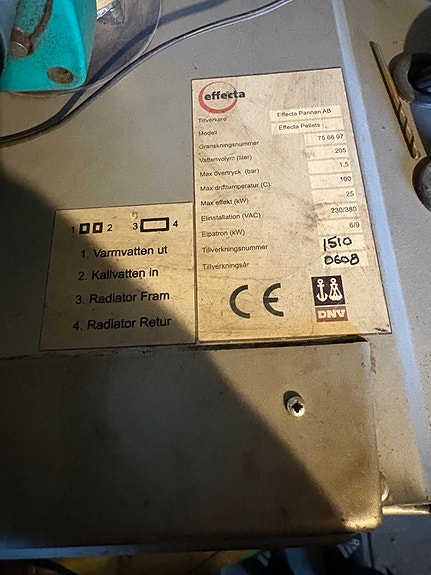 effecta
Tillverkare Effecta Pannan AB
Modell Effecta Pellets
Granskningsnummer 75 66 97
Vattenvolym (liter) 205
Max övertryck (bar) 1,5
Max drifttemperatur (C) 100
Max effekt (kW) 25
Elinstallation (VAC) 230/380
Elpatron (kW) 6/9
Tillverkningsnummer 1510
Tillverkningsår 0608
CE
DNV
1 2 3 4
1. Varmvatten ut
2. Kallvatten in
3. Radiator Fram
4. Radiator Retur